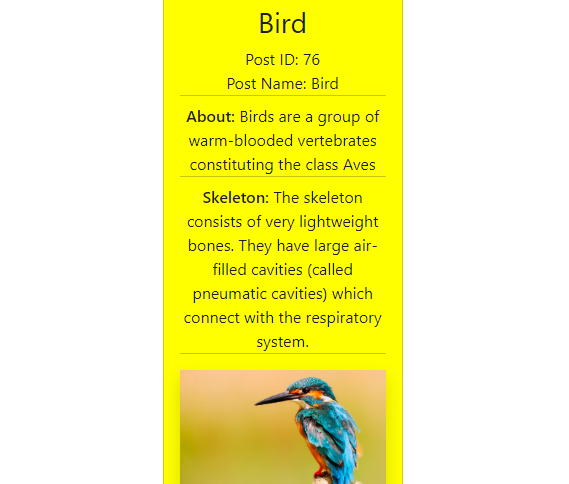 Bird
Post ID: 76
Post Name: Bird
About: Birds are a group of
warm-blooded vertebrates
constituting the class Aves
Skeleton: The skeleton
consists of very lightweight
bones. They have large air-
filled cavities (called
pneumatic cavities) which
connect with the respiratory
system.